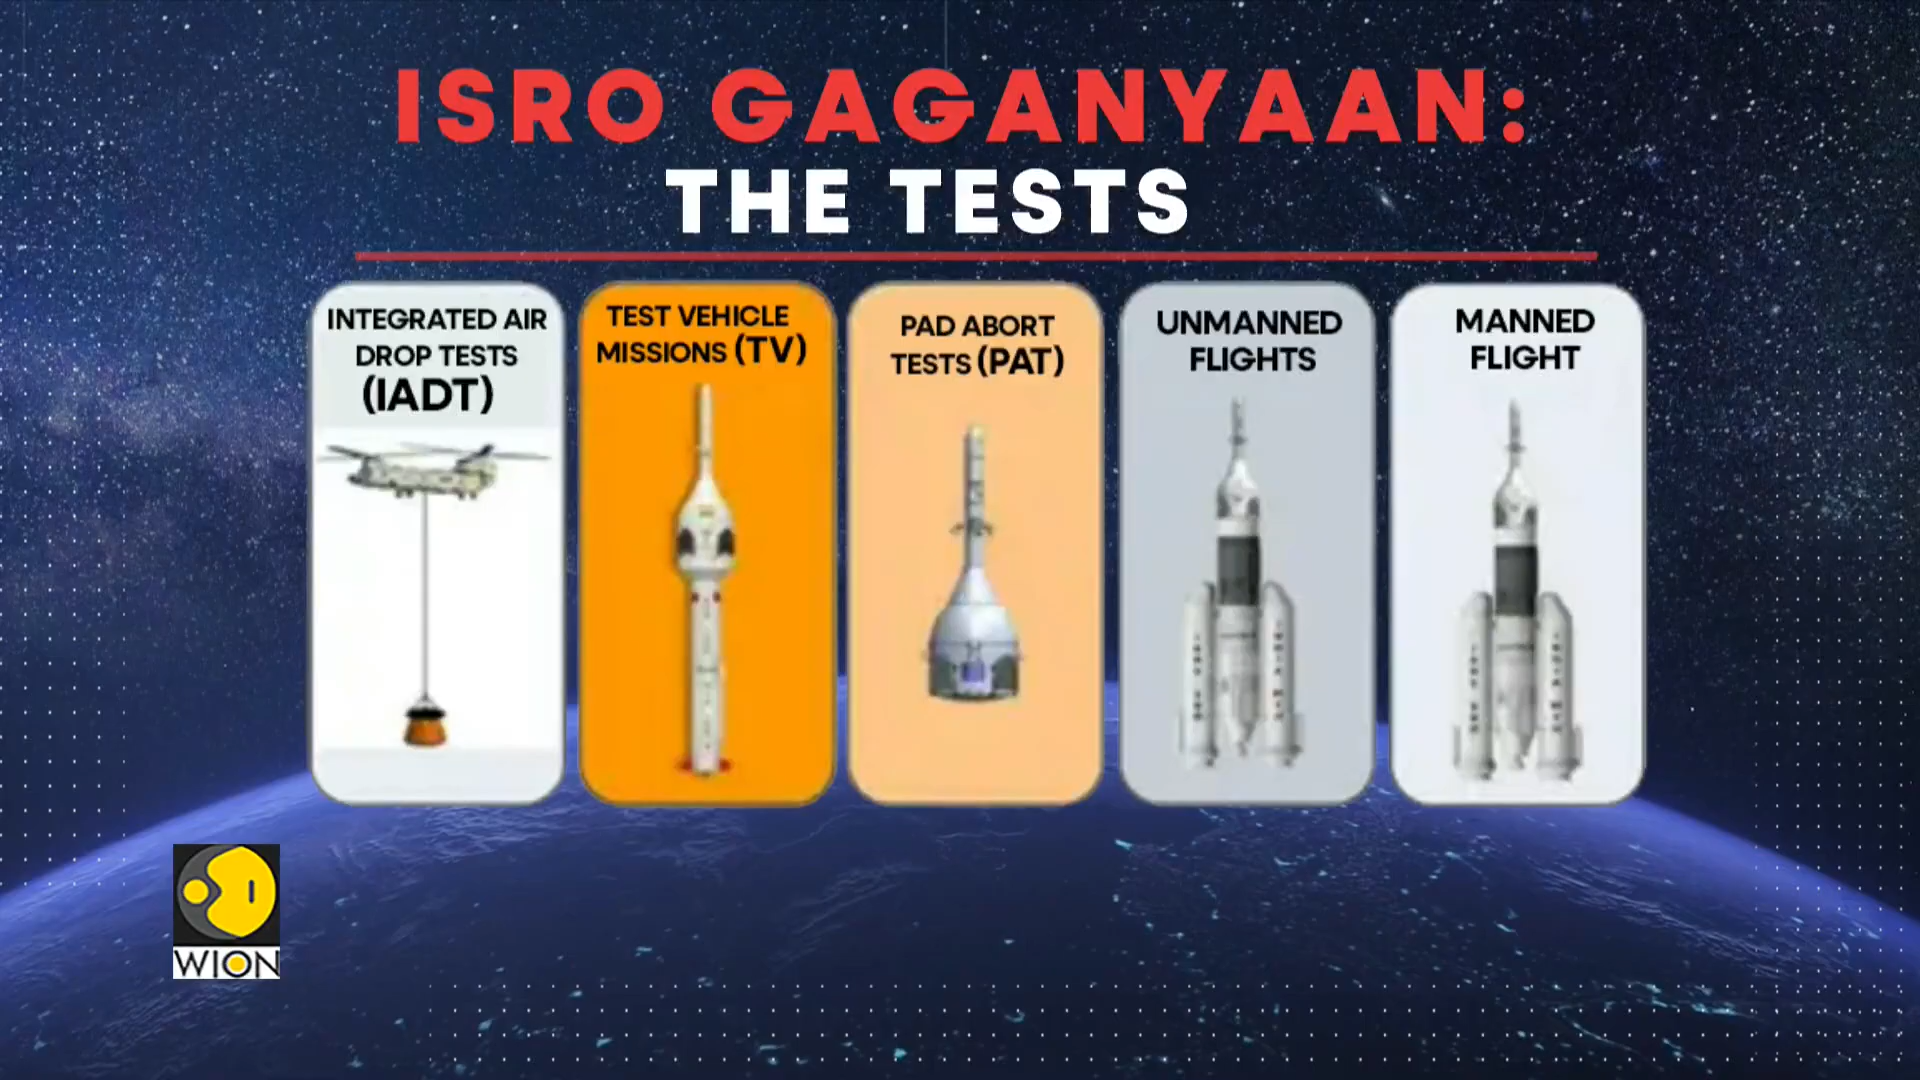 ISRO GAGANYAAN:
THE TESTS
INTEGRATED AIR
DROP TESTS
(IADT)
TEST VEHICLE
MISSIONS (TV)
PAD ABORT
TESTS (PAT)
UNMANNED
FLIGHTS
MANNED
FLIGHT
WION